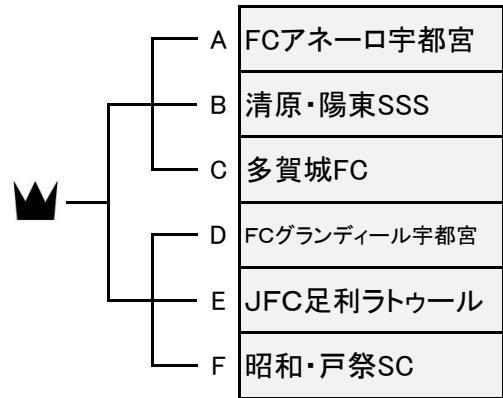 A FCアネーロ宇都宮
B 清原・陽東SSS
C 多賀城FC
D FCグランディール宇都宮
E JFC足利ラトゥール
F 昭和・戸祭SC